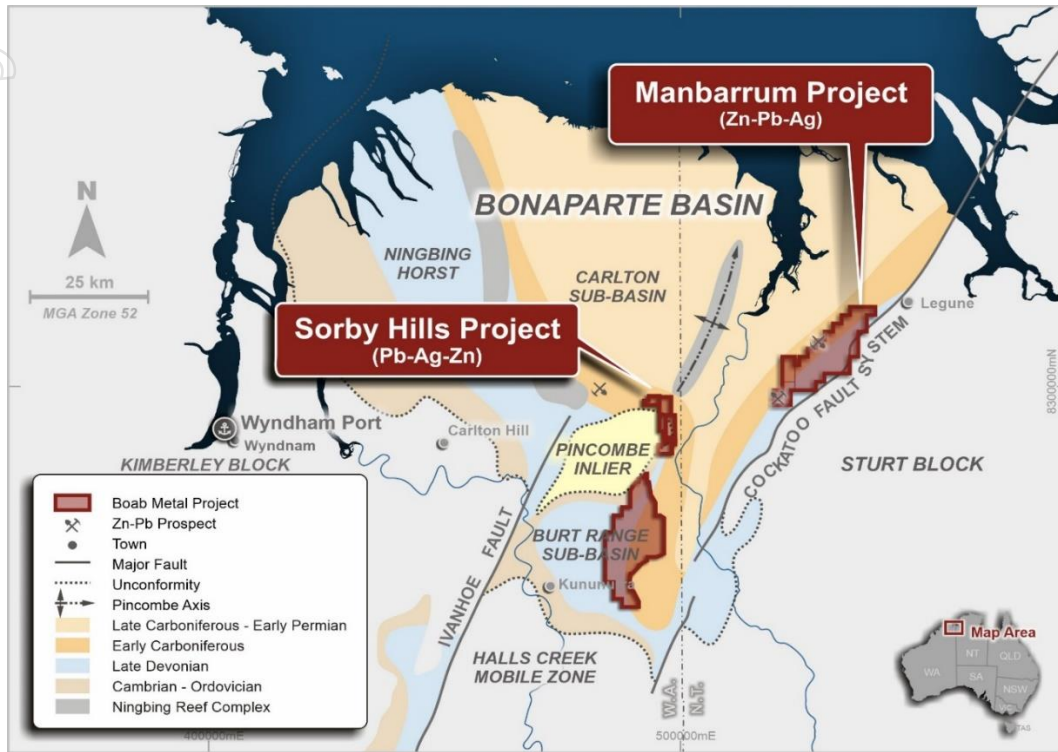 Manbarrum Project
(Zn-Pb-Ag)
BONAPARTE BASIN
N
25 km
MGA Zone 52
NINGBING
HORST
CARLTON
SUB-BASIN
Legune
Sorby Hills Project
(Pb-Ag-Zn)
COCKATOO FAULT SYSTEM
8300000mN
Wyndham Port
Wyndnam
Carlton Hill
KIMBERLEY BLOCK
PINCOMBE
INLIER
STURT BLOCK
IVANHOE FAULT
BURT RANGE
SUB-BASIN
HALLS CREEK
MOBILE ZONE
W.A.
N.T.
Boab Metal Project
Zn-Pb Prospect
Town
Major Fault
Unconformity
Pincombe Axis
Late Carboniferous - Early Permian
Early Carboniferous
Late Devonian
Cambrian - Ordovician
Ningbing Reef Complex
400000mE
500000mE
Map Area
WA
NT
QLD
SA
NSW
TAS